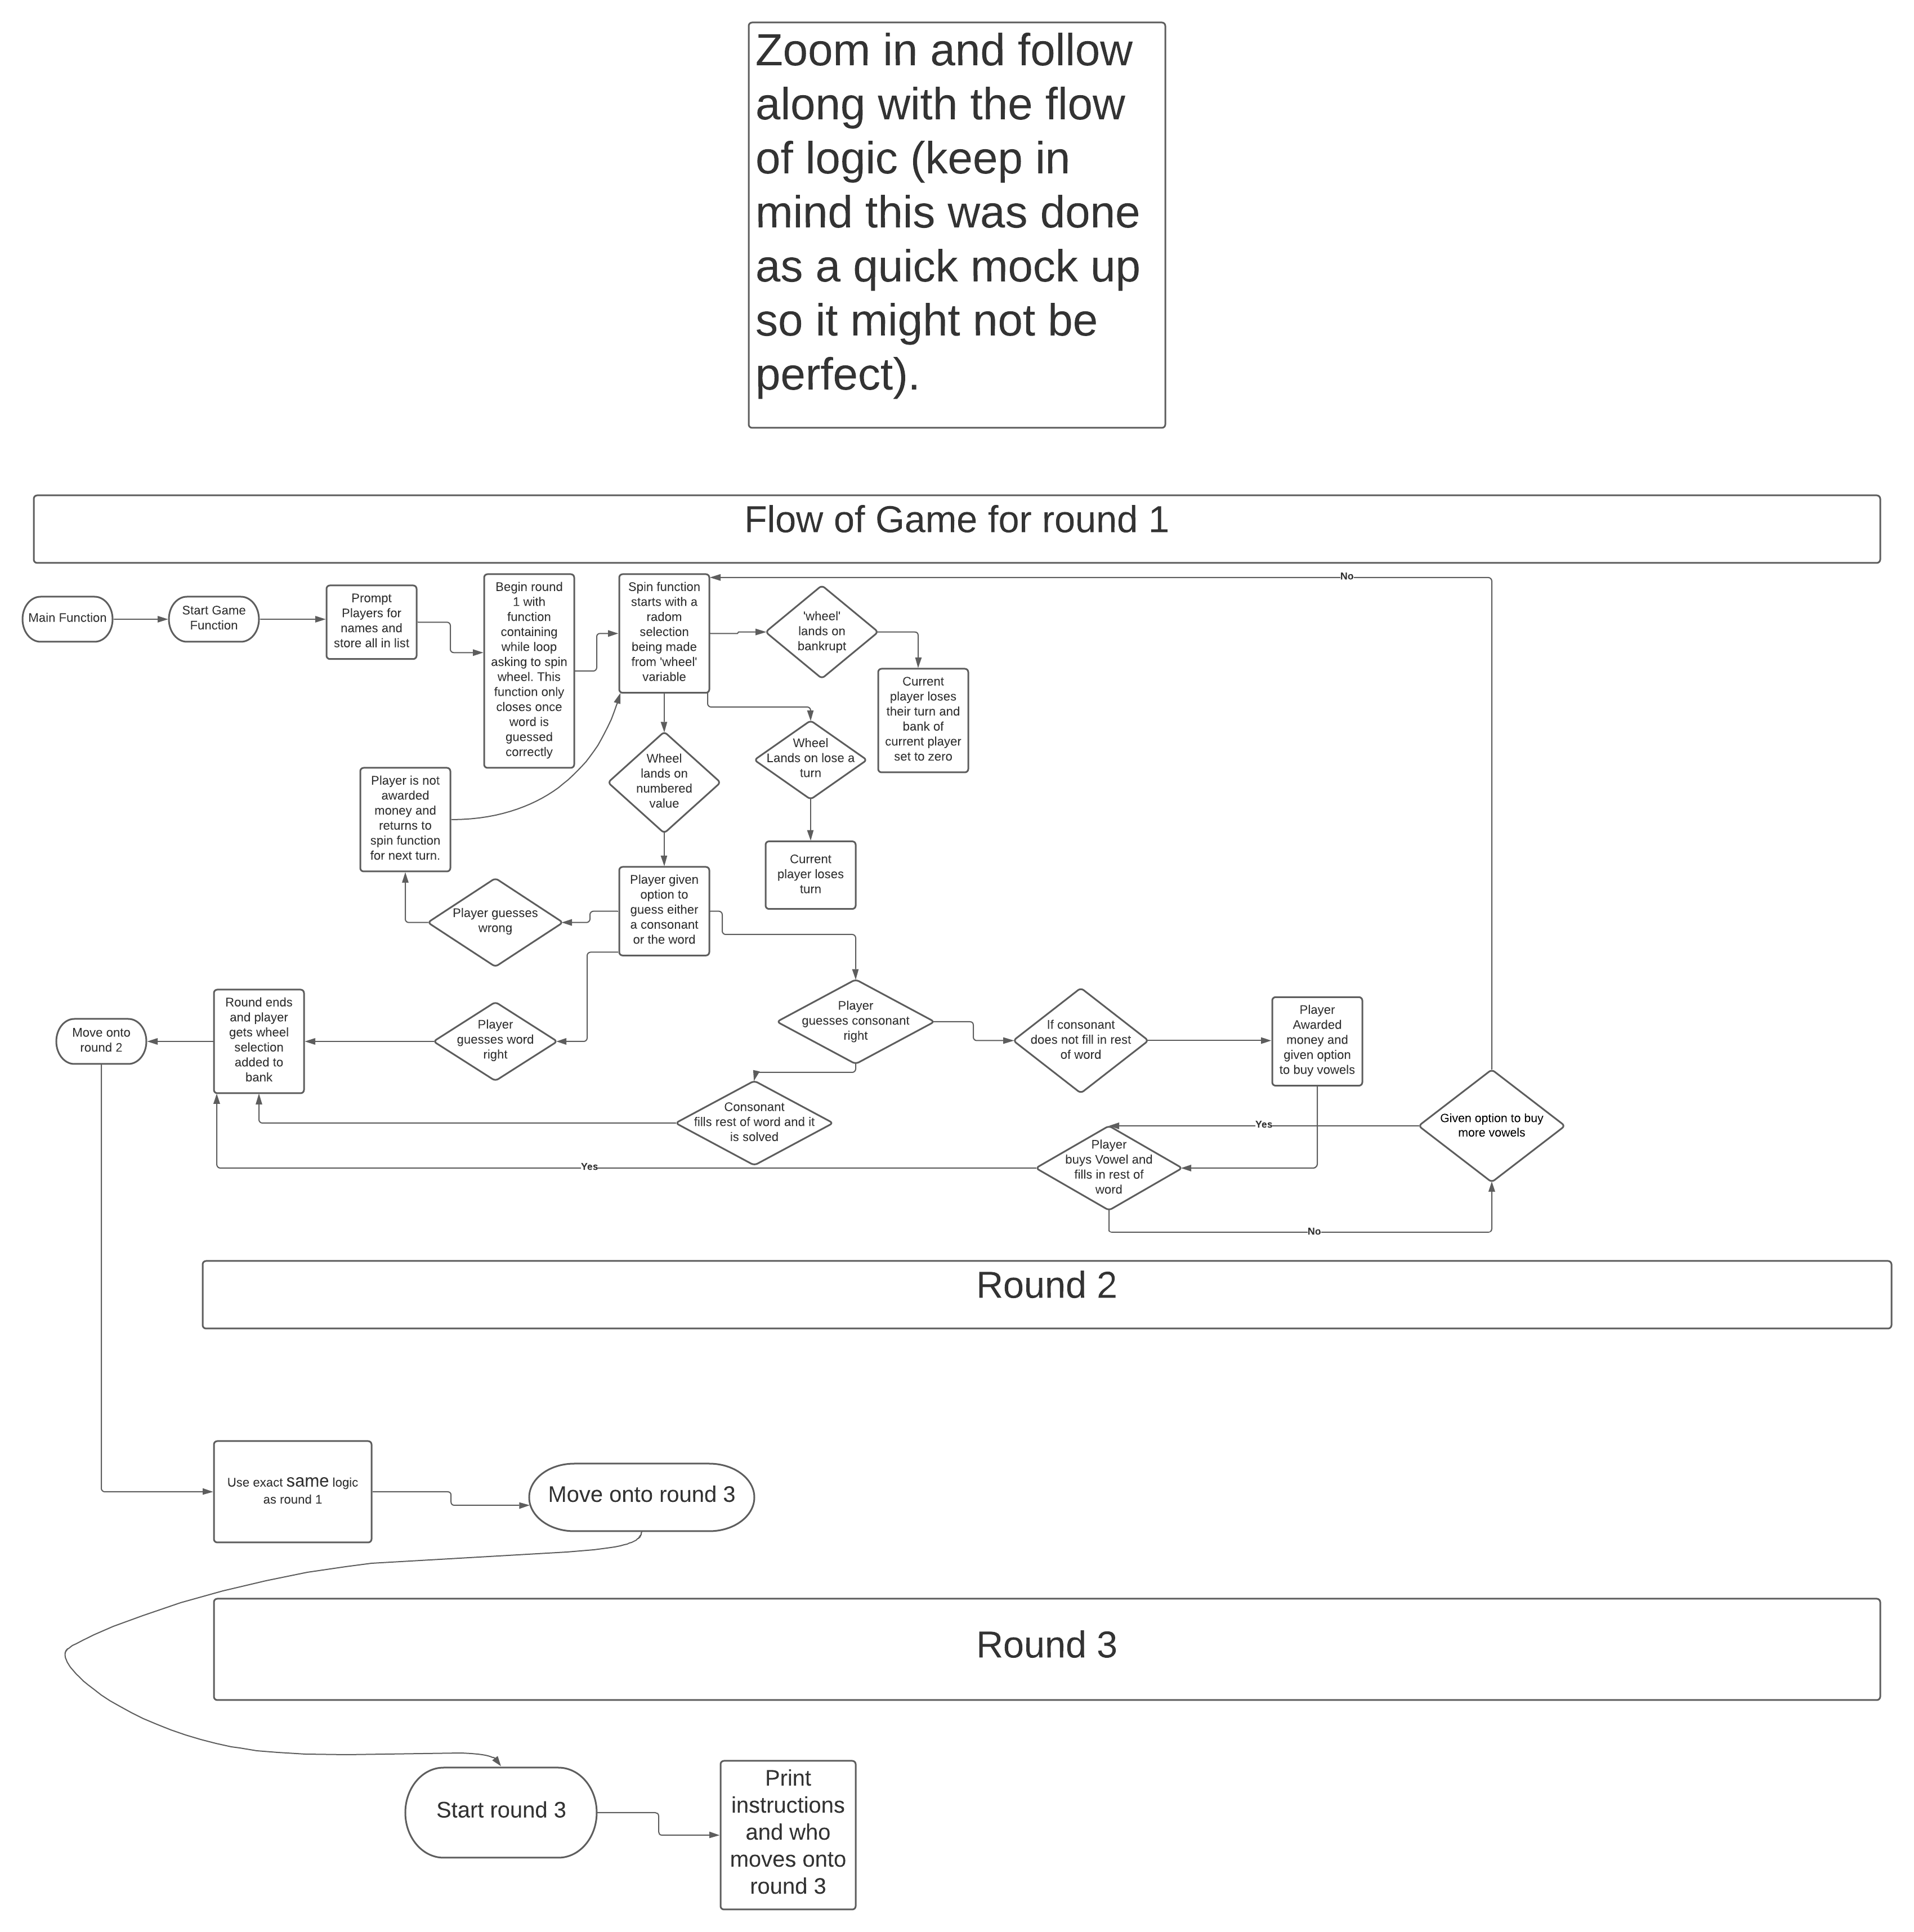 Zoom in and follow
along with the flow
of logic (keep in
mind this was done
as a quick mock up
so it might not be
perfect).
Flow of Game for round 1
Main Function
Start Game
Function
Prompt
Players for
names and
store all in list
Begin round
1 with
function
containing
while loop
asking to spin
wheel. This
function only
closes once
word is
guessed
correctly
Spin function
starts with a
radom
selection
being made
from 'wheel'
variable
'wheel'
lands on
bankrupt
No
Current
player loses
their turn and
bank of
current player
set to zero
Wheel
Lands on lose a
turn
Wheel
lands on
numbered
value
Player is not
awarded
money and
returns to
spin function
for next turn.
Current
player loses
turn
Player given
option to
guess either
a consonant
or the word
Player guesses
wrong
Move onto
round 2
Round ends
and player
gets wheel
selection
added to
bank
Player
guesses word
right
Player
guesses consonant
right
If consonant
does not fill in rest
of word
Player
Awarded
money and
given option
to buy vowels
Consonant
fills rest of word and it
is solved
Yes
Given option to buy
more vowels
Player
buys Vowel and
fills in rest of
word
Yes
No
Round 2
Use exact same logic
as round 1
Move onto round 3
Round 3
Start round 3
Print
instructions
and who
moves onto
round 3